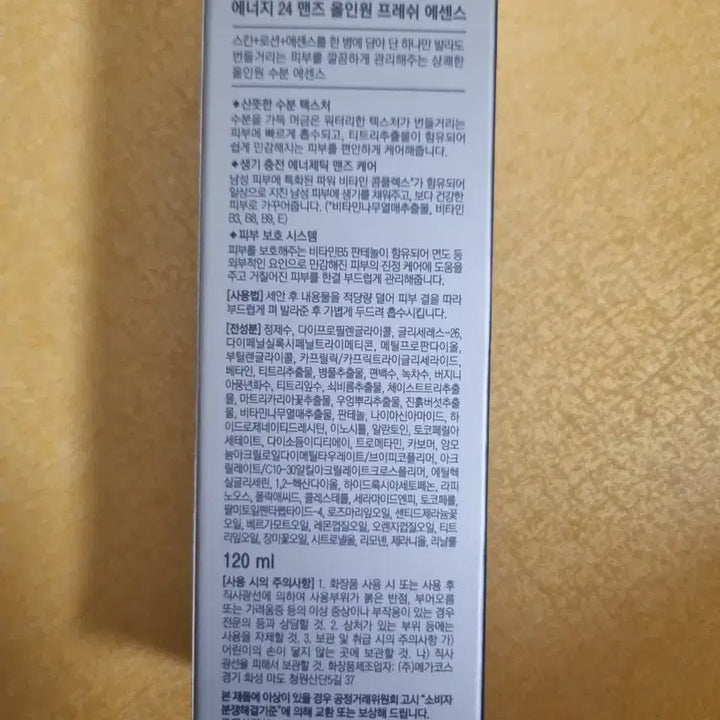 에너지 24 맨즈 올인원 프레쉬 에센스
스킨+로션+에센스를 한 병에 담아 단 하나만 발라도
번들거리는 피부를 깔끔하게 관리해주는 상쾌한
올인원 수분 에센스
◆산뜻한 수분 텍스처
수분을 가득 머금은 워터리한 텍스처가 번들거리는
피부에 빠르게 흡수되고, 티트리추출물이 함유되어
쉽게 민감해지는 피부를 편안하게 케어해줍니다.
◆생기 충전 에너제틱 맨즈 케어
남성 피부에 특화된 파워 비타민 콤플렉스*가 함유되어
일상으로 지친 남성 피부에 생기를 채워주고, 보다 건강한
피부로 가꾸어줍니다. (*비타민나무열매추출물, 비타민
B3, B8, B9, E)
◆피부 보호 시스템
피부를 보호해주는 비타민B5 판테놀이 함유되어 면도 등
외부적인 요인으로 민감해진 피부의 진정 케어에 도움을
주고 거칠어진 피부를 한결 부드럽게 관리해줍니다.
[사용법] 세안 후 내용물을 적당량 덜어 피부 결을 따라
부드럽게 펴 발라준 후 가볍게 두드려 흡수시킵니다.
[전성분] 정제수, 다이프로필렌글라이콜, 글리세레스-26,
다이페닐실록시페닐트라이메티콘, 메틸프로판다이올,
부틸렌글라이콜, 카프릴릭/카프릭트라이글리세라이드,
베타인, 티트리추출물, 병풀추출물, 편백수, 녹차수, 버지니
아풍년화수, 티트리잎수, 쇠비름추출물, 체이스트트리추출
물, 마트리카리아꽃추출물, 우엉뿌리추출물, 진흙버섯추출
물, 비타민나무열매추출물, 판테놀, 나이아신아마이드, 하
이드로제네이티드레시틴, 이노시톨, 알란토인, 토코페릴아
세테이트, 다이소듐이디티에이, 트로메타민, 카보머, 암모
늄아크릴로일다이메틸타우레이트/브이피코폴리머, 아크
릴레이트/C10-30알킬아크릴레이트크로스폴리머, 에틸헥
실글리세린, 1,2-헥산다이올, 하이드록시아세토페논, 라피
노오스, 폴릭애씨드, 콜레스테롤, 세라마이드엔피, 토코페롤,
팔미토일펜타펩타이드-4, 로즈마리잎오일, 센티드제라늄꽃
오일, 베르가모트오일, 레몬껍질오일, 오렌지껍질오일, 티트
리잎오일, 장미꽃오일, 시트로넬올, 리모넨, 제라니올, 리날룰
120 ml
[사용 시의 주의사항] 1. 화장품 사용 시 또는 사용 후
직사광선에 의하여 사용부위가 붉은 반점, 부어오름
또는 가려움증 등의 이상 증상이나 부작용이 있는 경우
전문의 등과 상담할 것. 2. 상처가 있는 부위 등에는
사용을 자제할 것. 3. 보관 및 취급 시의 주의사항 가)
어린이의 손이 닿지 않는 곳에 보관할 것. 나) 직사
광선을 피해서 보관할 것. 화장품제조업자: (주)메가코스
경기 화성 마도 청원산단5길 37
본 제품에 이상이 있을 경우 공정거래위원회 고시 "소비자
분쟁해결기준"에 의해 교환 또는 보상해 드립니다.